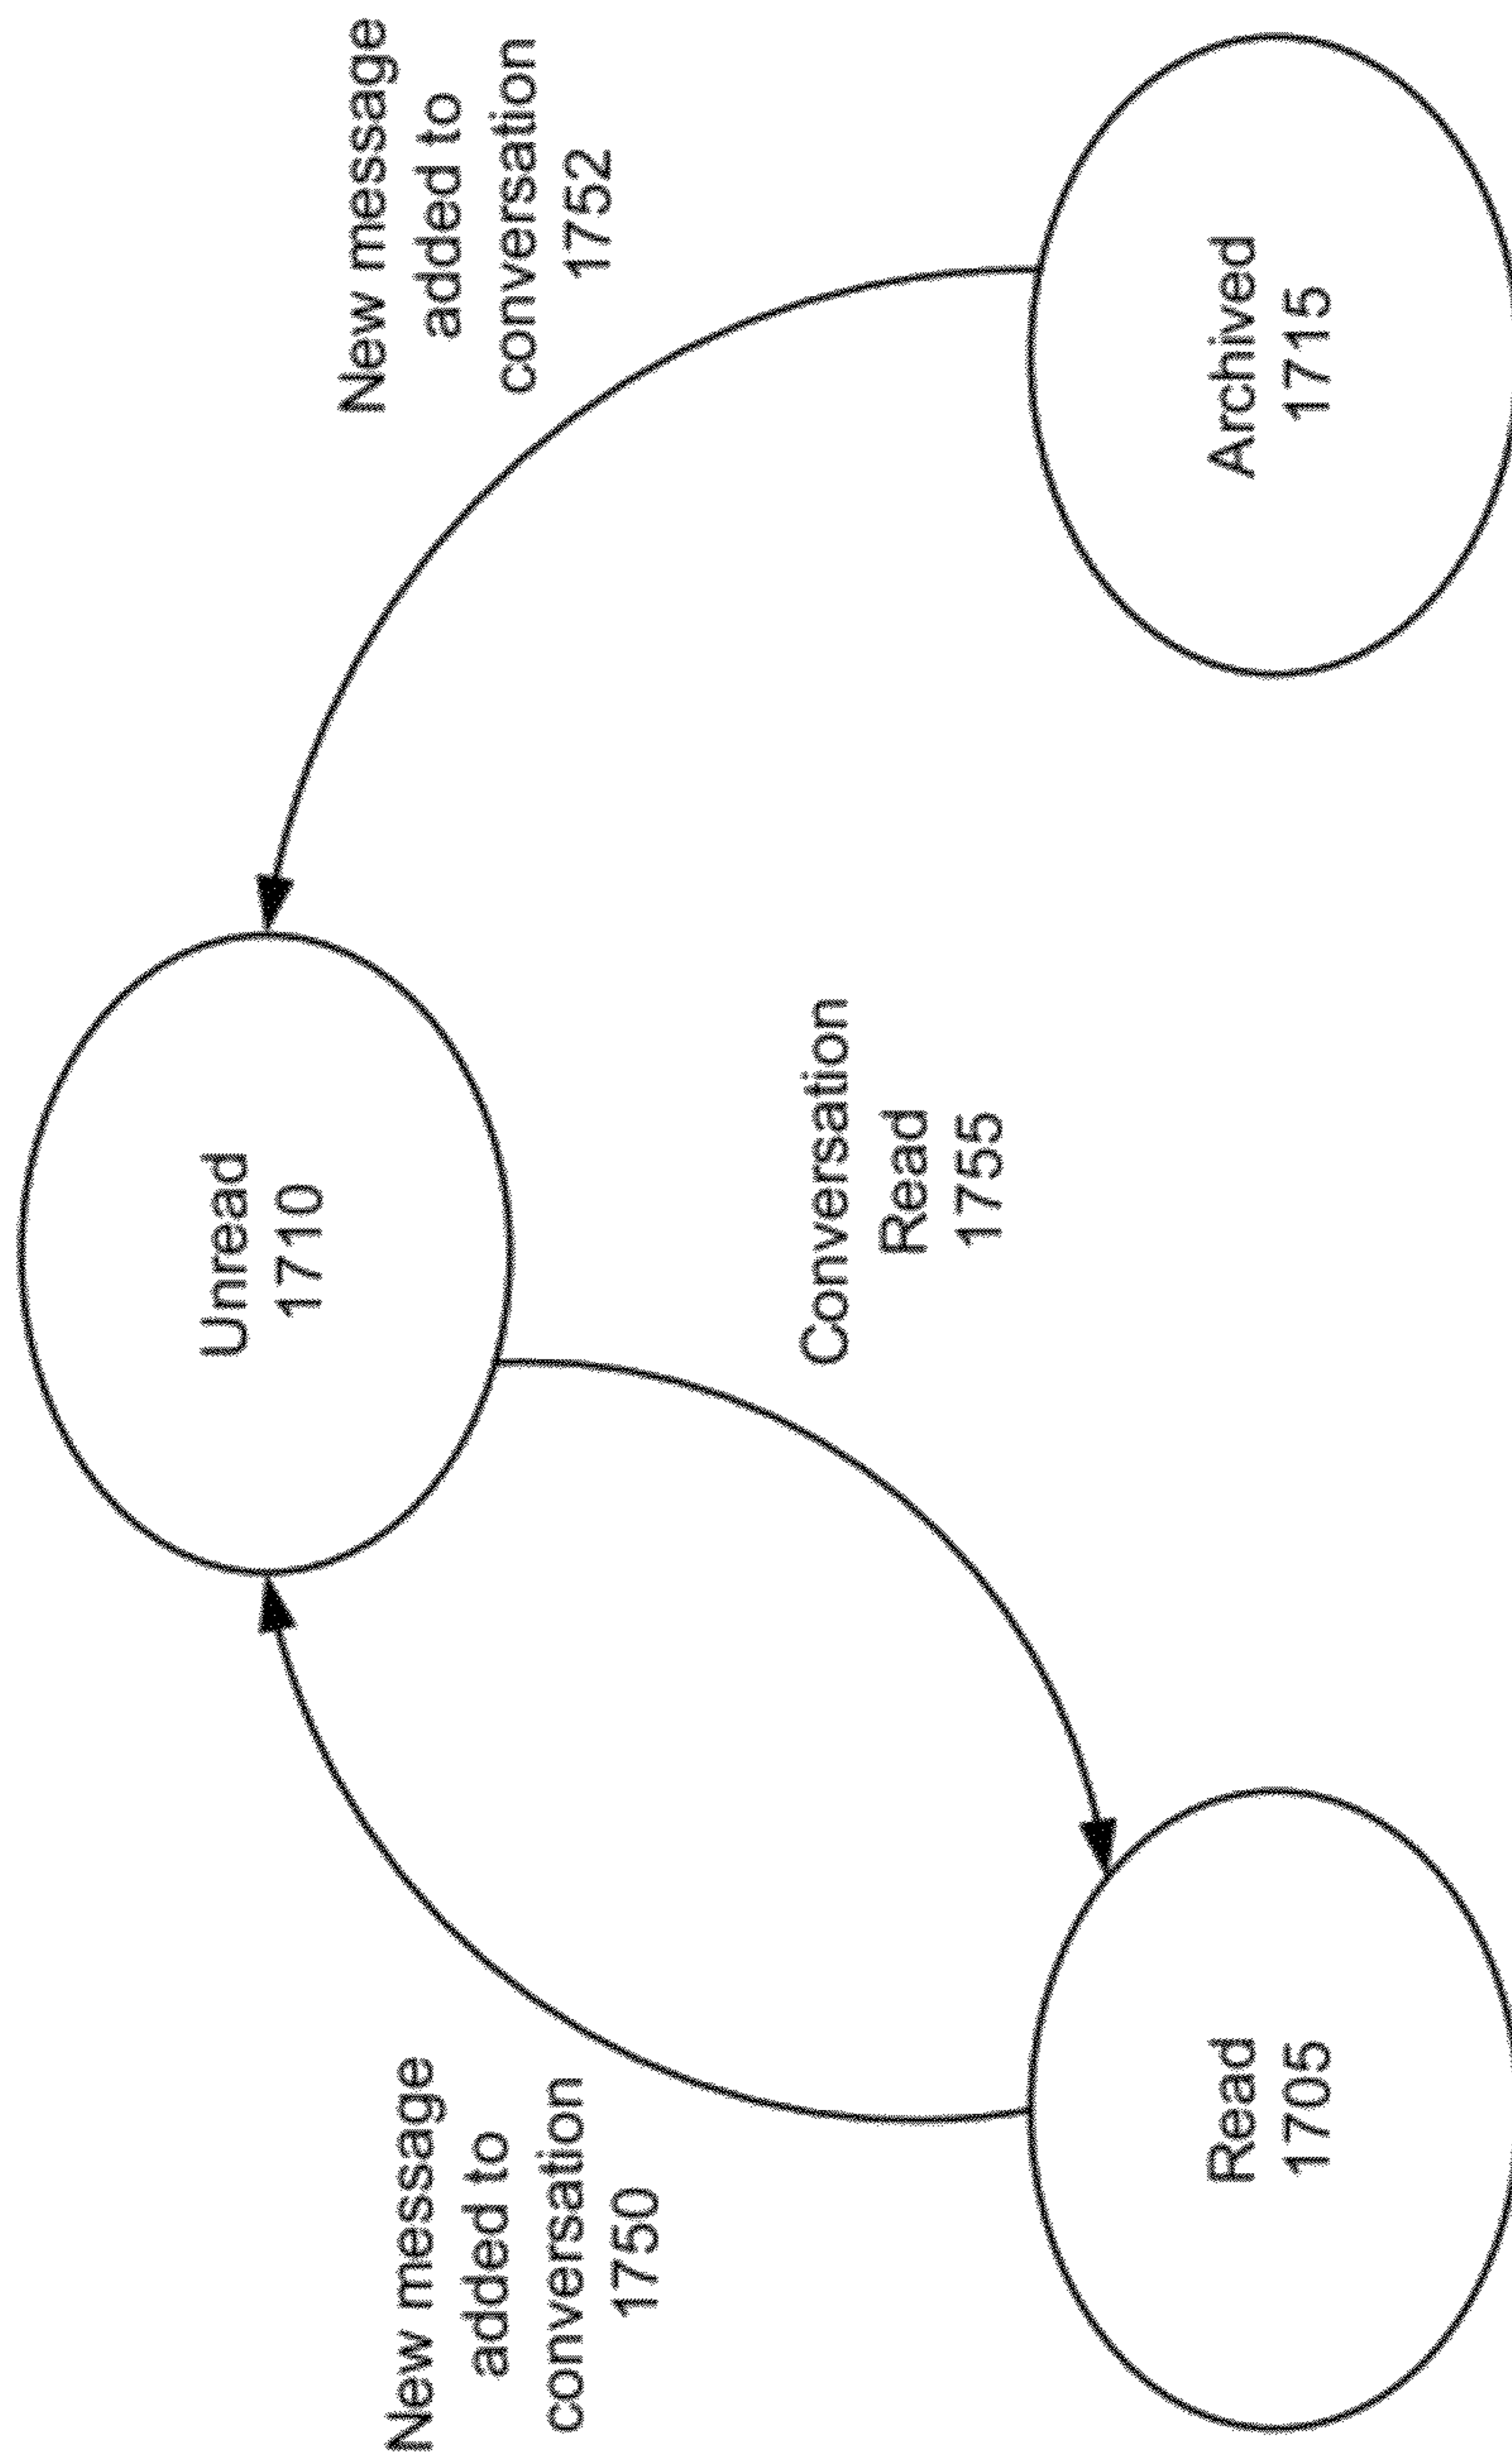 New message
added to
conversation
1750
Unread
1710
New message
added to
conversation
1752
Conversation
Read
1755
Read
1705
Archived
1715